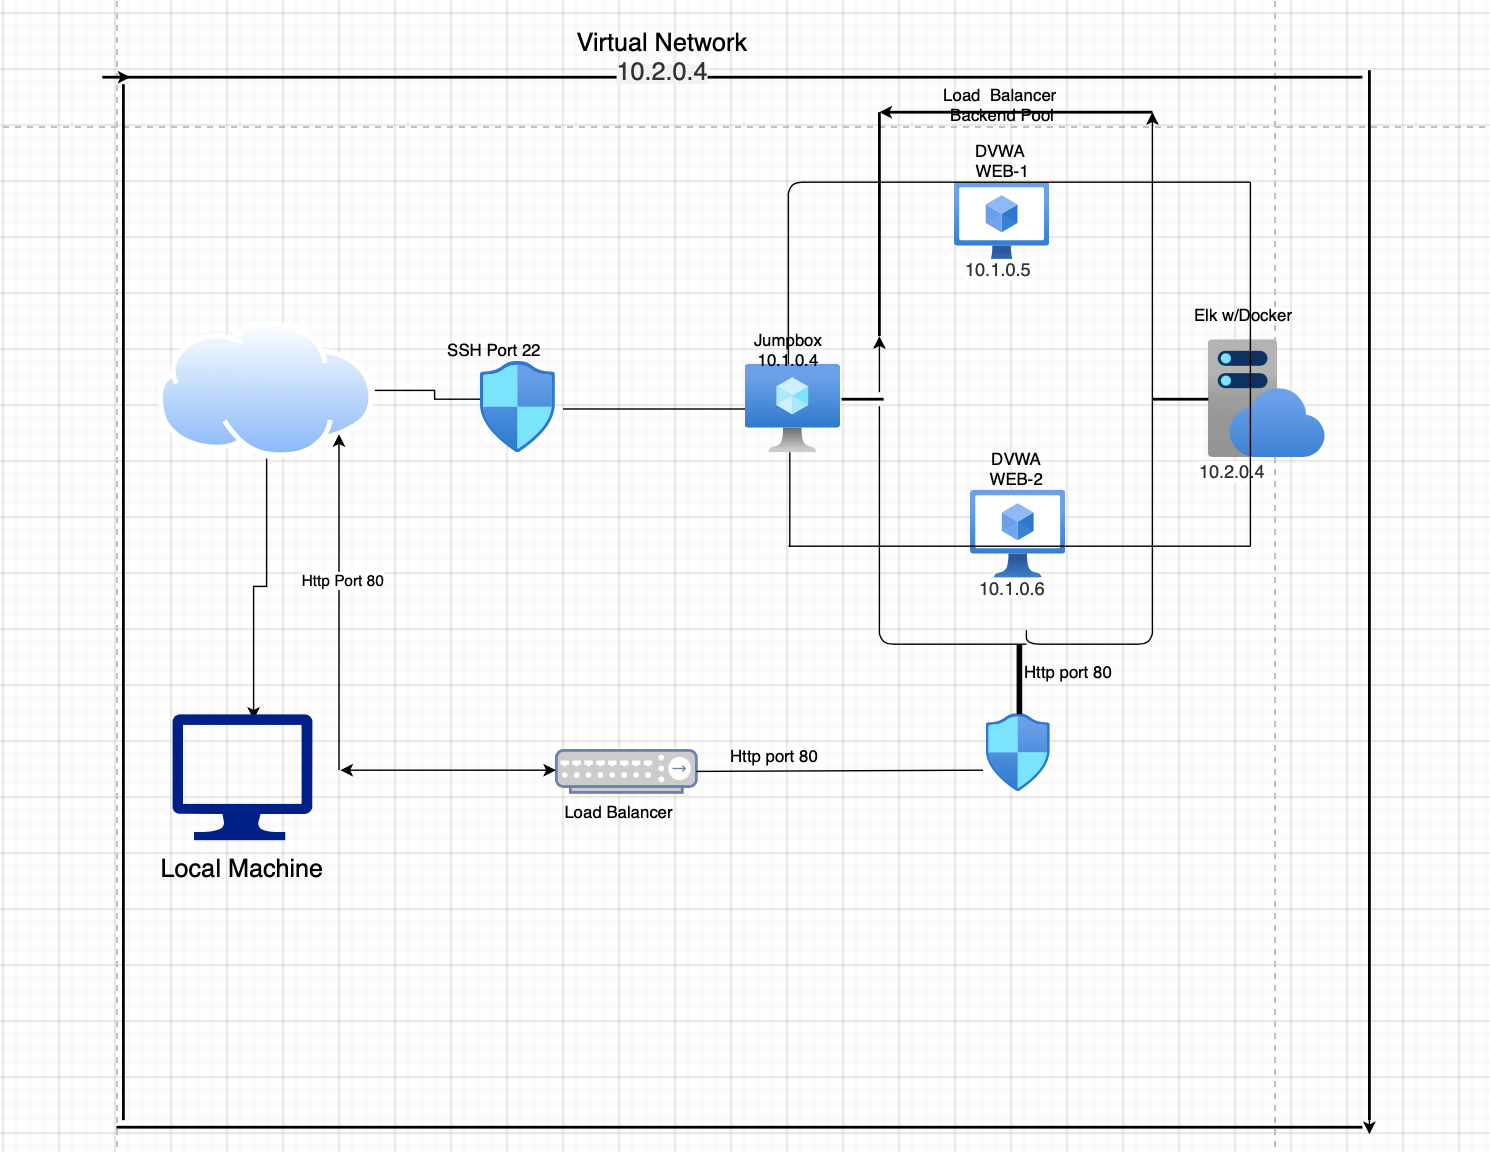 Virtual Network
10.2.0.4
Load Balancer
Backend Pool
DVWA
WEB-1
10.1.0.5
Elk w/Docker
10.2.0.4
SSH Port 22
Jumpbox
10.1.0.4
DVWA
WEB-2
10.1.0.6
Http Port 80
Http port 80
Http port 80
Load Balancer
Local Machine